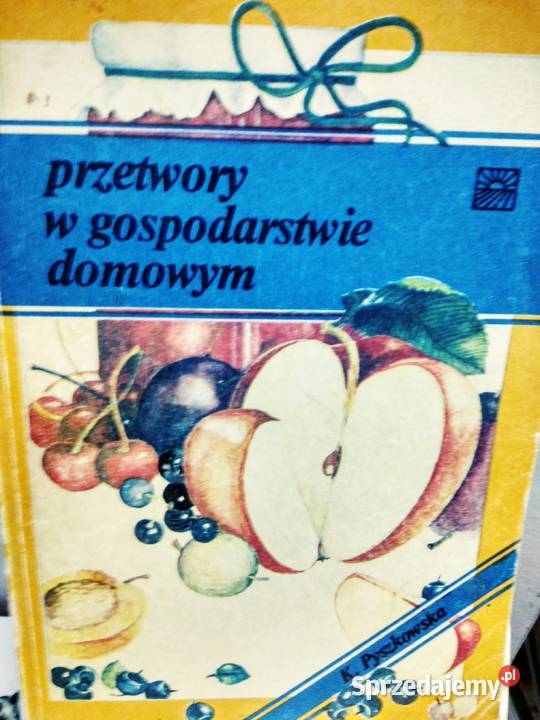 przetwory
w gospodarstwie
domowym
K. Pyszkowska
Sprzedajemy.pl